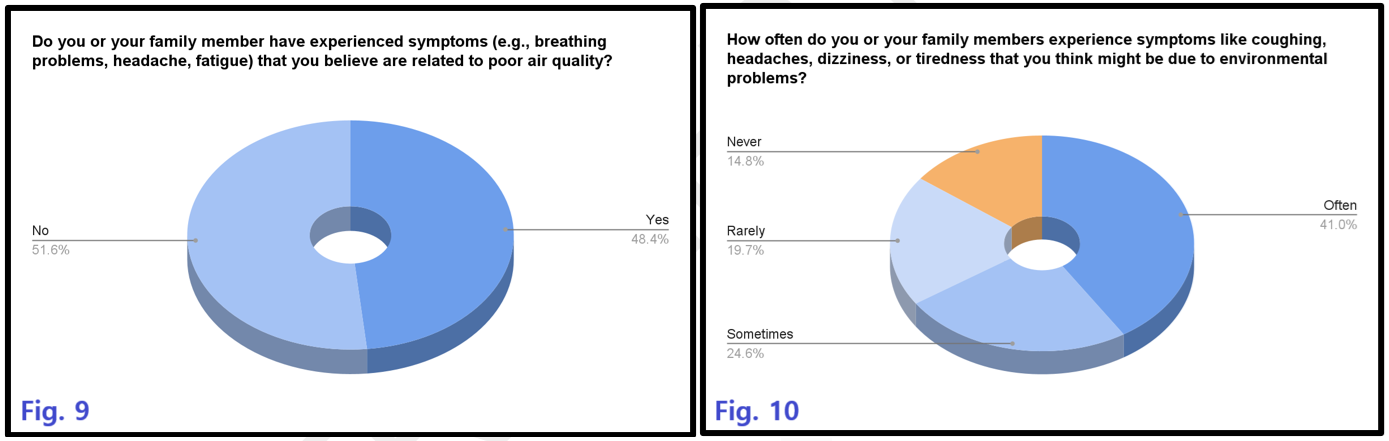 Do you or your family member have experienced symptoms (e.g., breathing
problems, headache, fatigue) that you believe are related to poor air quality?
No
51.6%
Yes
48.4%
Fig. 9
How often do you or your family members experience symptoms like coughing,
headaches, dizziness, or tiredness that you think might be due to environmental
problems?
Never
14.8%
Often
41.0%
Rarely
19.7%
Sometimes
24.6%
Fig. 10